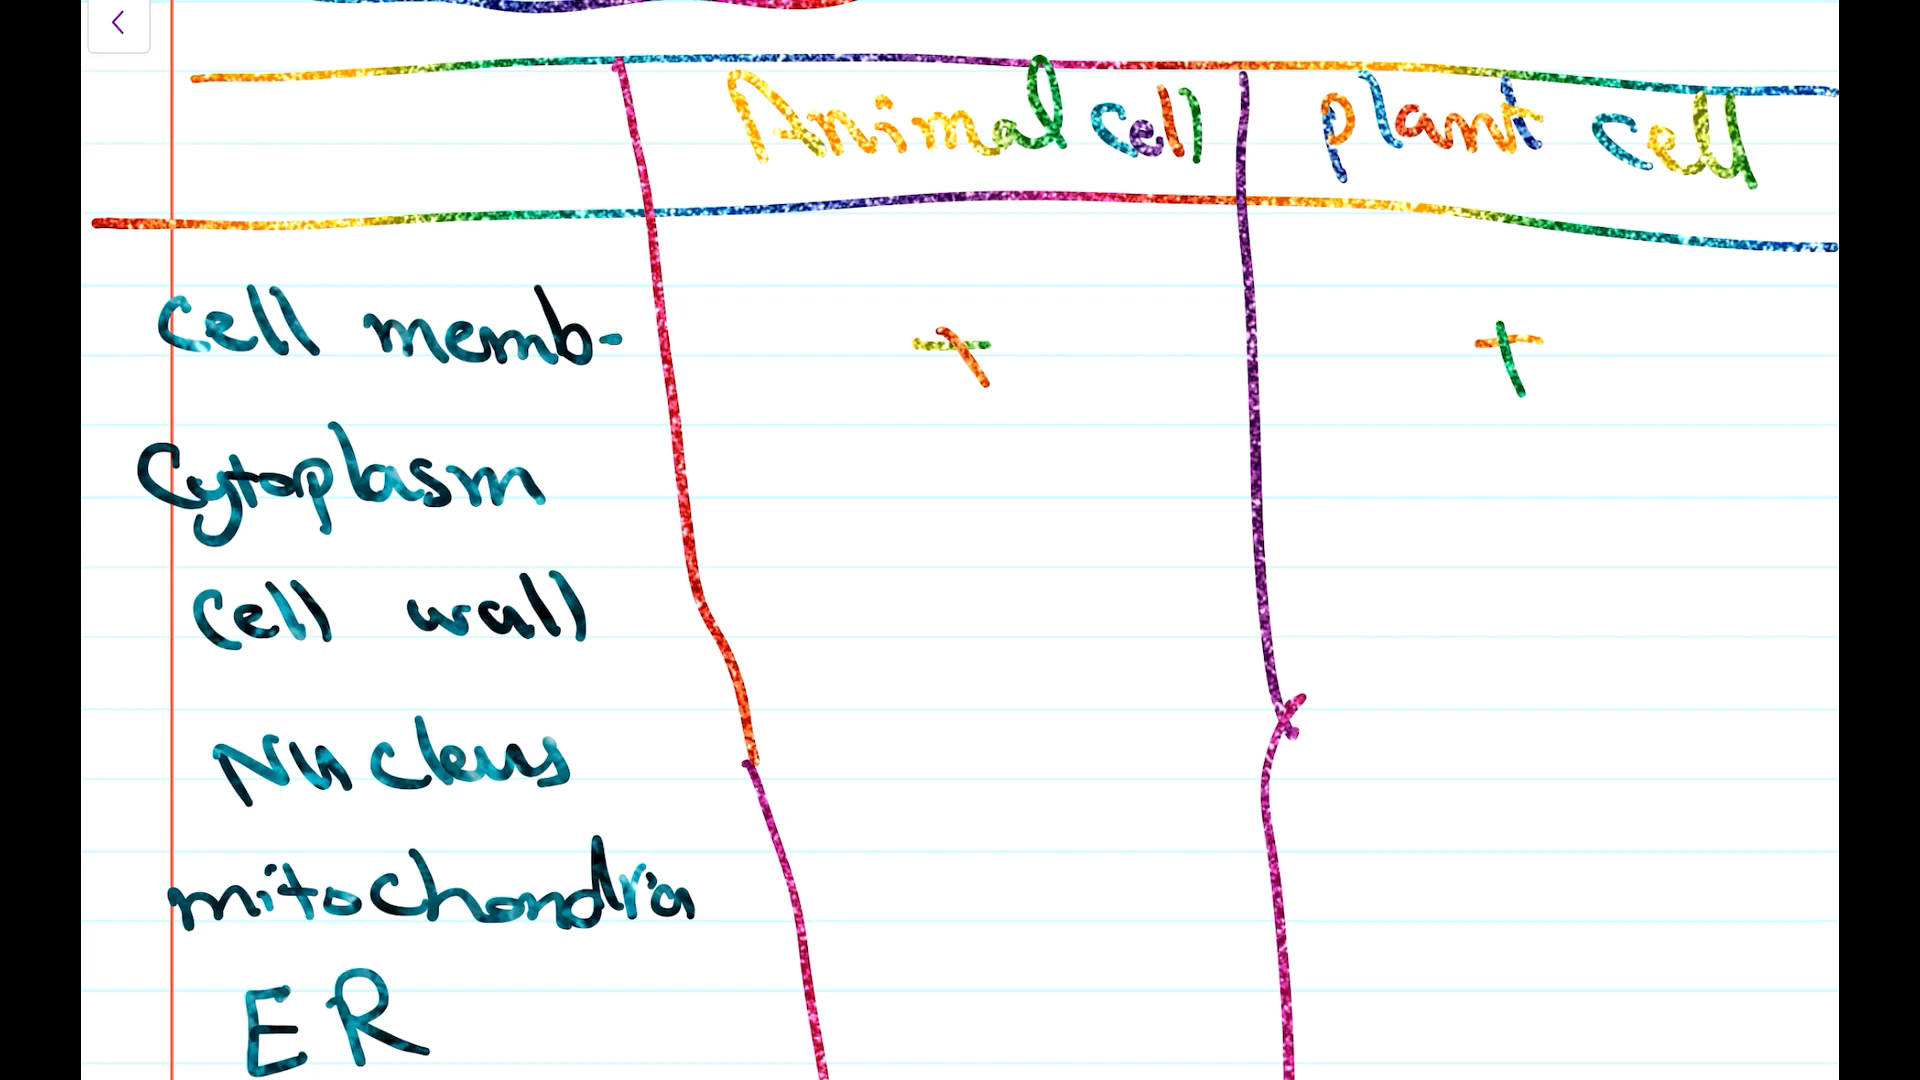 Animal cell plant cell
Cell memb- + +
Cytoplasm
Cell wall
Nucleus
mitochondria
ER